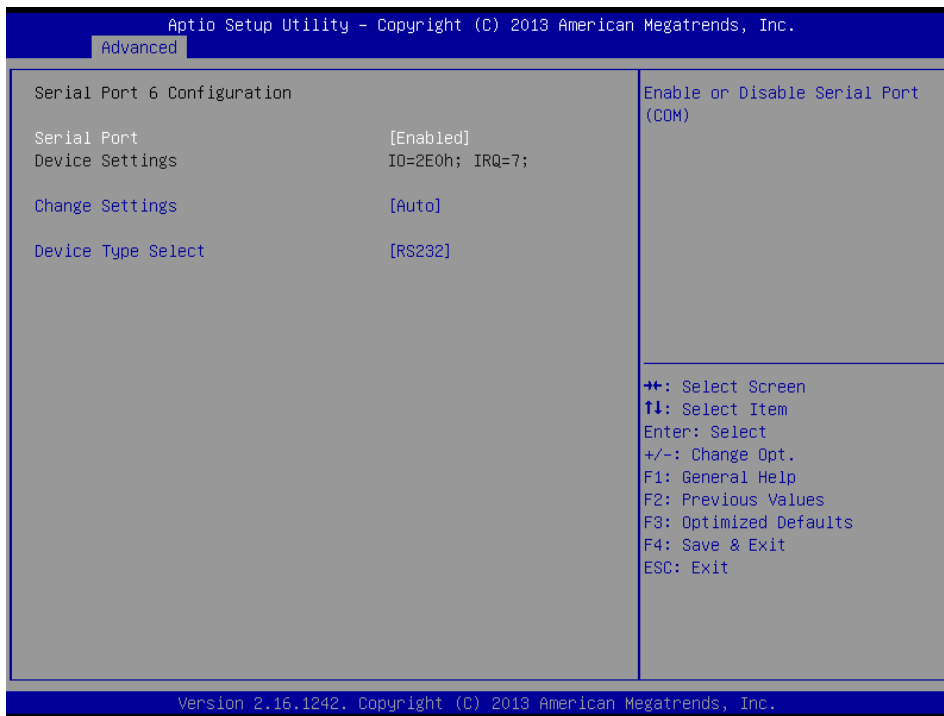 Aptio Setup Utility – Copyright (C) 2013 American Megatrends, Inc.
Advanced
Serial Port 6 Configuration
Serial Port [Enabled]
Device Settings IO=2E0h; IRQ=7;
Change Settings [Auto]
Device Type Select [RS232]
Enable or Disable Serial Port
(COM)
→←: Select Screen
↑↓: Select Item
Enter: Select
+/-: Change Opt.
F1: General Help
F2: Previous Values
F3: Optimized Defaults
F4: Save & Exit
ESC: Exit
Version 2.16.1242. Copyright (C) 2013 American Megatrends, Inc.